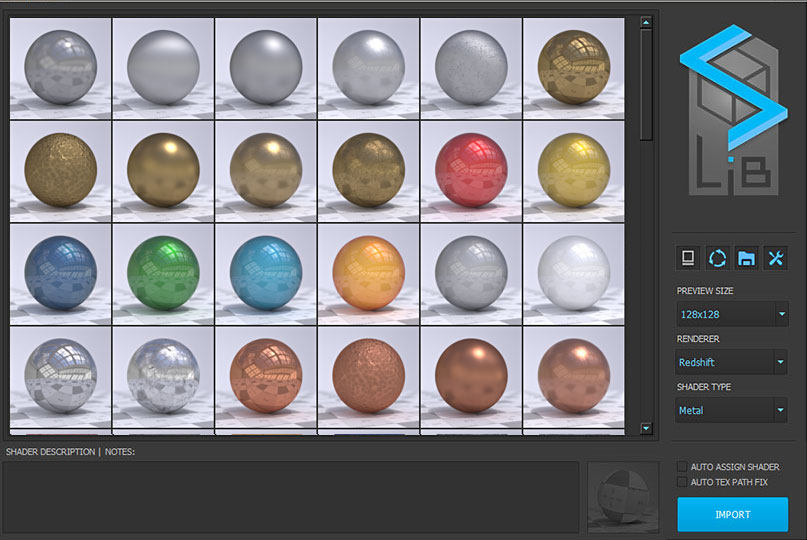 LiB
PREVIEW SIZE
128x128
RENDERER
Redshift
SHADER TYPE
Metal
SHADER DESCRIPTION | NOTES:
AUTO ASSIGN SHADER
AUTO TEX PATH FIX
IMPORT